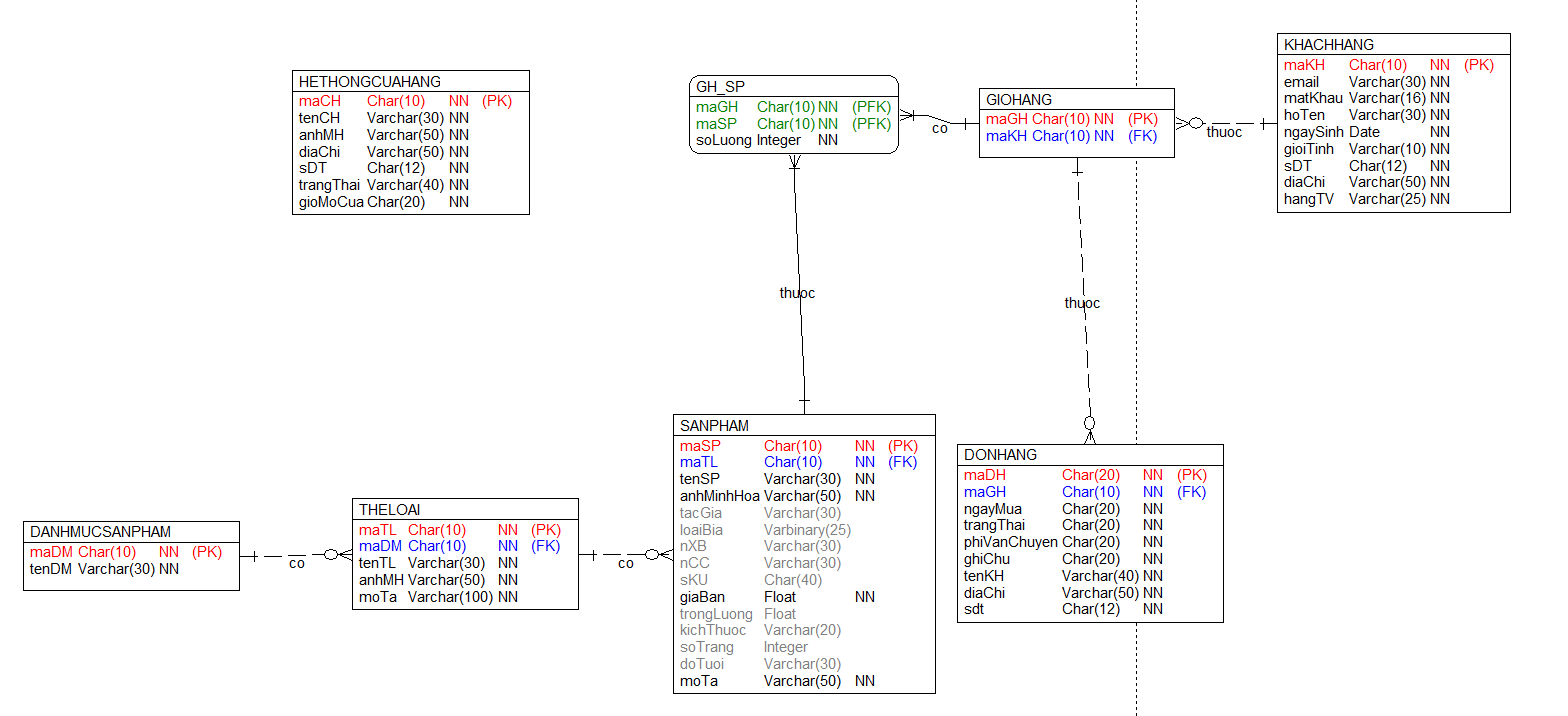 HETHONGCUAHANG
maCH Char(10) NN (PK)
tenCH Varchar(30) NN
anhMH Varchar(50) NN
diaChi Varchar(50) NN
sDT Char(12) NN
trangThai Varchar(40) NN
gioMoCua Char(20) NN
GH_SP
maGH Char(10) NN (PFK)
maSP Char(10) NN (PFK)
soLuong Integer NN
co
GIOHANG
maGH Char(10) NN (PK)
maKH Char(10) NN (FK)
thuoc
KHACHHANG
maKH Char(10) NN (PK)
email Varchar(30) NN
matKhau Varchar(16) NN
hoTen Varchar(30) NN
ngaySinh Date NN
gioiTinh Varchar(10) NN
sDT Char(12) NN
diaChi Varchar(50) NN
hangTV Varchar(25) NN
thuoc
thuoc
DANHMUCSANPHAM
maDM Char(10) NN (PK)
tenDM Varchar(30) NN
co
THELOAI
maTL Char(10) NN (PK)
maDM Char(10) NN (FK)
tenTL Varchar(30) NN
anhMH Varchar(50) NN
moTa Varchar(100) NN
co
SANPHAM
maSP Char(10) NN (PK)
maTL Char(10) NN (FK)
tenSP Varchar(30) NN
anhMinhHoa Varchar(50) NN
tacGia Varchar(30)
loaiBia Varbinary(25)
nXB Varchar(30)
nCC Varchar(30)
sKU Char(40)
giaBan Float NN
trongLuong Float
kichThuoc Varchar(20)
soTrang Integer
doTuoi Varchar(30)
moTa Varchar(50) NN
DONHANG
maDH Char(20) NN (PK)
maGH Char(10) NN (FK)
ngayMua Char(20) NN
trangThai Char(20) NN
phiVanChuyen Char(20) NN
ghiChu Char(20) NN
tenKH Varchar(40) NN
diaChi Varchar(50) NN
sdt Char(12) NN